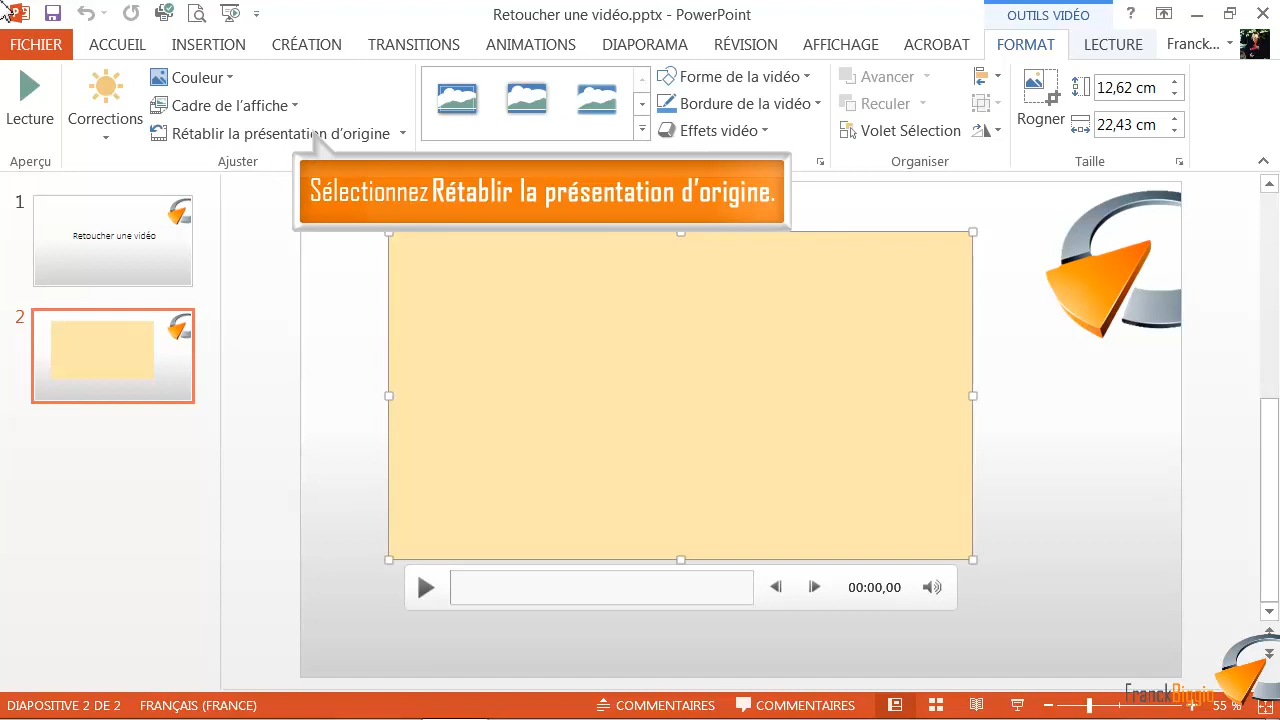 Retoucher une vidéo.pptx - PowerPoint
OUTILS VIDÉO
?
FICHIER ACCUEIL INSERTION CRÉATION TRANSITIONS ANIMATIONS DIAPORAMA RÉVISION AFFICHAGE ACROBAT FORMAT LECTURE Franck...
Lecture
Corrections
Couleur
Cadre de l'affiche
Rétablir la présentation d'origine
Forme de la vidéo
Bordure de la vidéo
Effets vidéo
Avancer
Reculer
Volet Sélection
Rogner
12,62 cm
22,43 cm
Aperçu
Ajuster
Organiser
Taille
Sélectionnez Rétablir la présentation d'origine.
1
Retoucher une vidéo
2
00:00,00
FranckBiggio
DIAPOSITIVE 2 DE 2 FRANÇAIS (FRANCE) COMMENTAIRES COMMENTAIRES 55 %